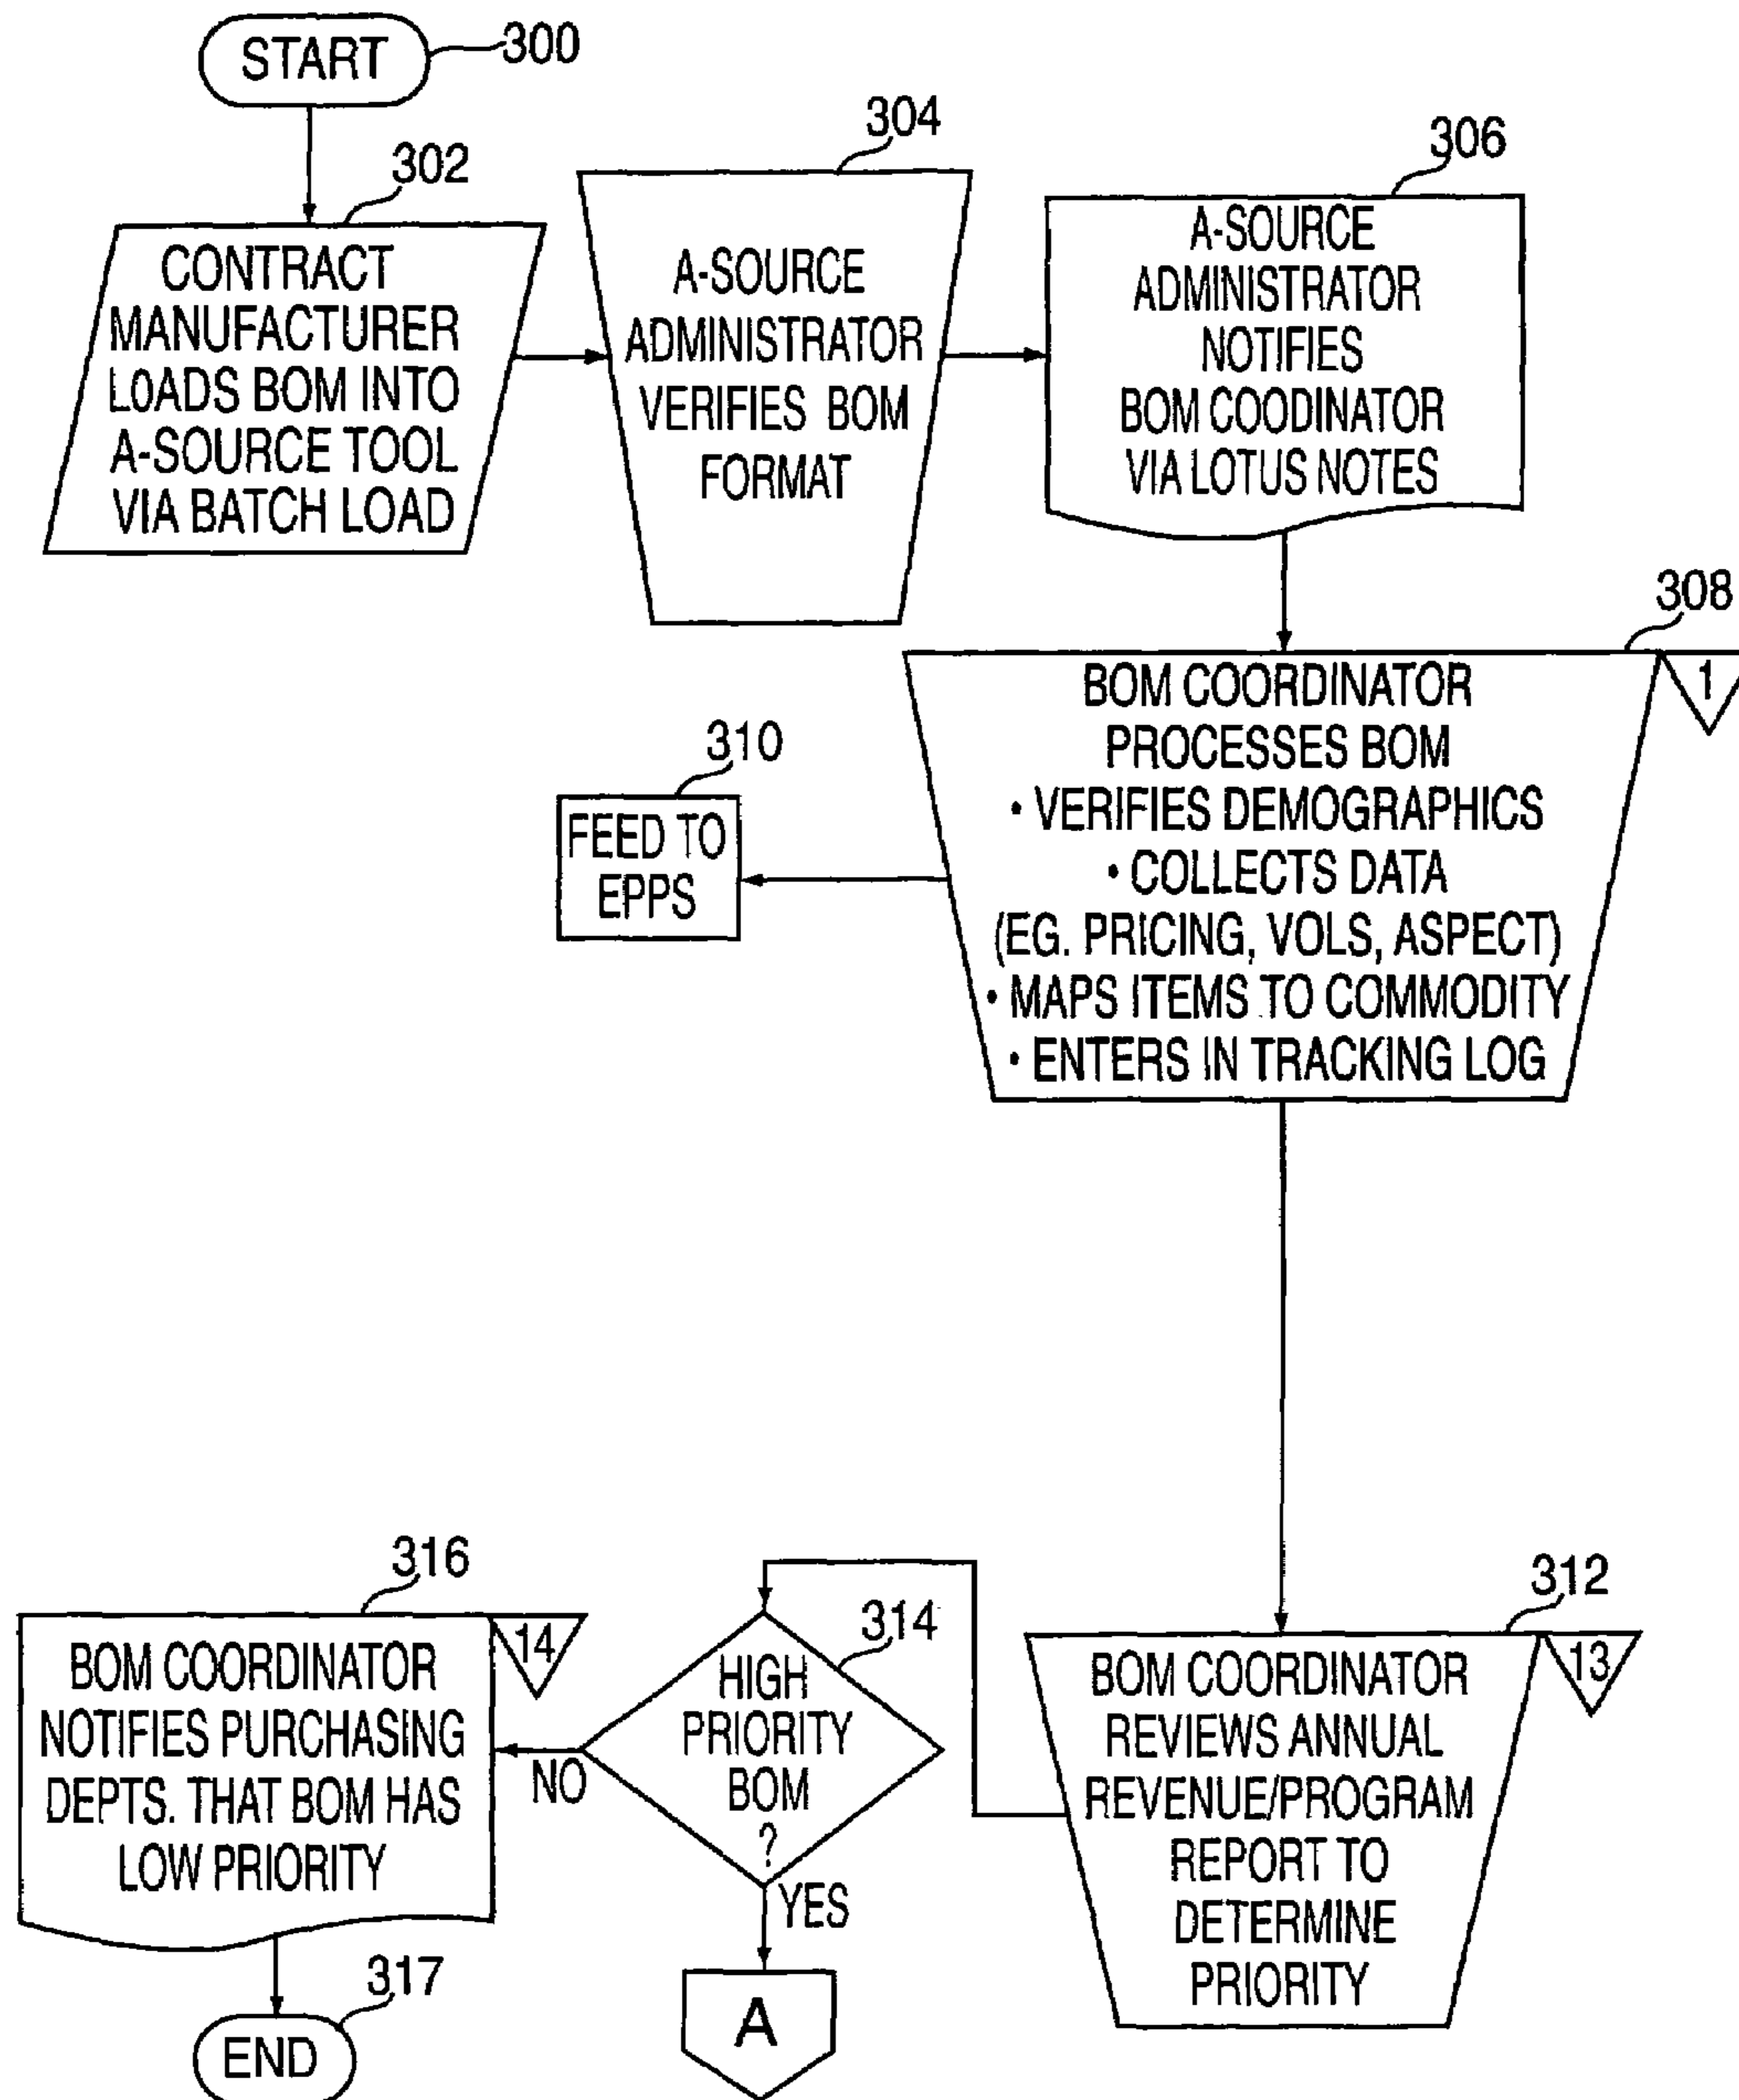 START
300
302
CONTRACT
MANUFACTURER
LOADS BOM INTO
A-SOURCE TOOL
VIA BATCH LOAD
304
A-SOURCE
ADMINISTRATOR
VERIFIES BOM
FORMAT
306
A-SOURCE
ADMINISTRATOR
NOTIFIES
BOM COODINATOR
VIA LOTUS NOTES
308
1
BOM COORDINATOR
PROCESSES BOM
• VERIFIES DEMOGRAPHICS
• COLLECTS DATA
(EG. PRICING, VOLS, ASPECT)
• MAPS ITEMS TO COMMODITY
• ENTERS IN TRACKING LOG
310
FEED TO
EPPS
312
13
BOM COORDINATOR
REVIEWS ANNUAL
REVENUE/PROGRAM
REPORT TO
DETERMINE
PRIORITY
314
HIGH
PRIORITY
BOM
?
NO
YES
A
316
14
BOM COORDINATOR
NOTIFIES PURCHASING
DEPTS. THAT BOM HAS
LOW PRIORITY
317
END